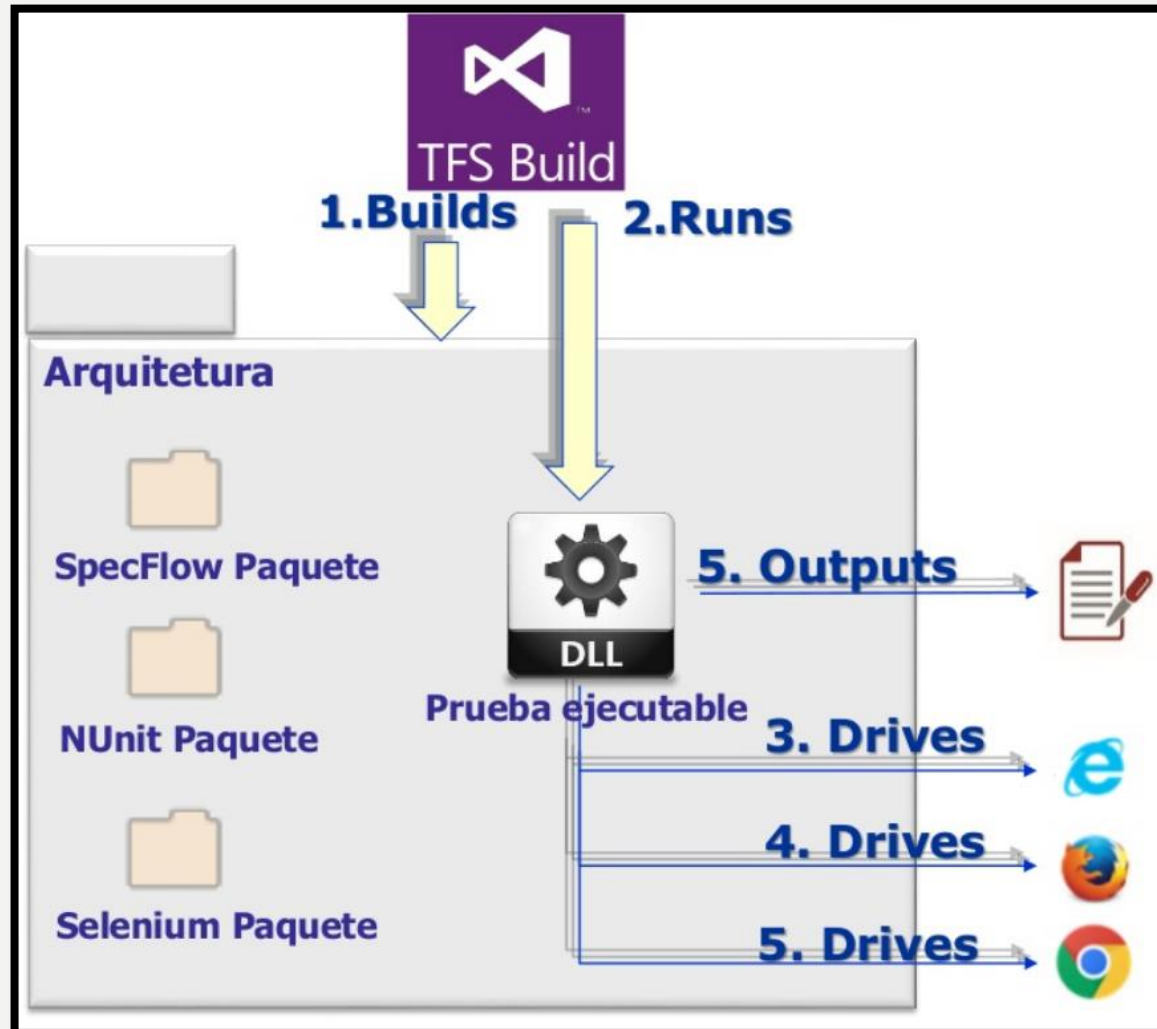 TFS Build
1.Builds
2.Runs
Arquitetura
SpecFlow Paquete
NUnit Paquete
Selenium Paquete
DLL
Prueba ejecutable
5. Outputs
3. Drives
4. Drives
5. Drives